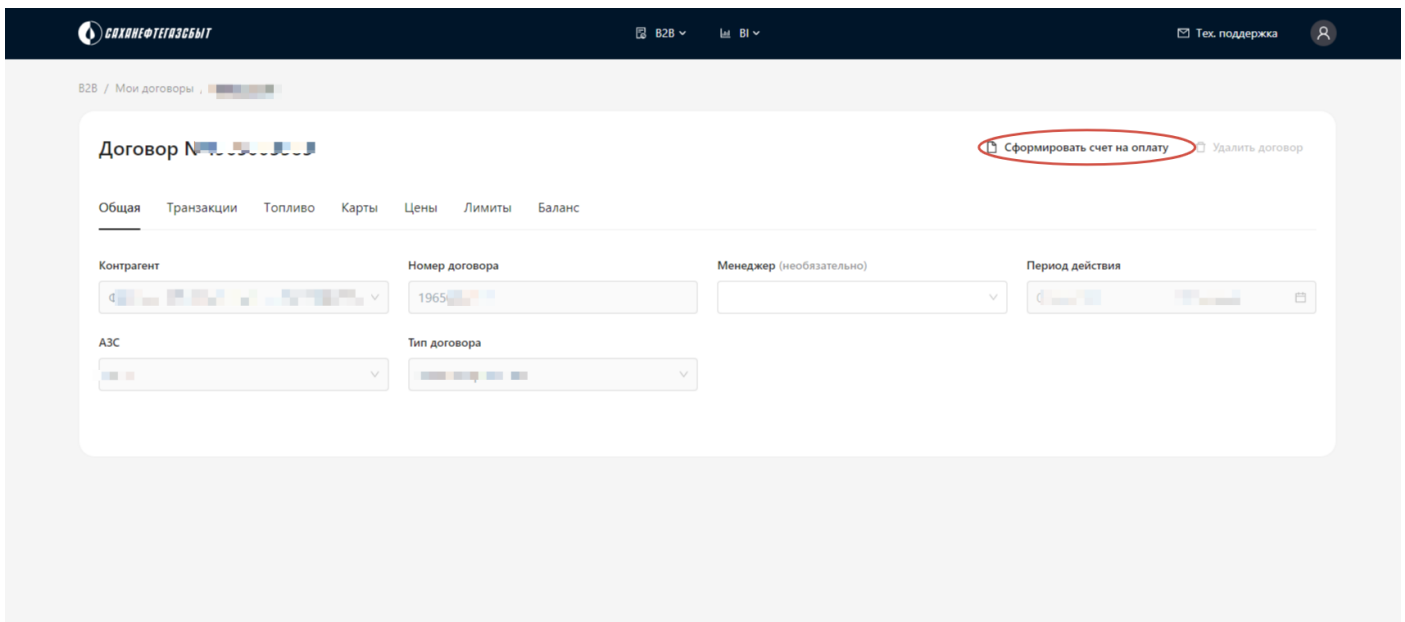 САХАНЕФТЕГАЗСБЫТ
B2B
BI
Тех. поддержка
B2B / Мои договоры ,
Договор
Сформировать счет на оплату
Удалить договор
Общая Транзакции Топливо Карты Цены Лимиты Баланс
Контрагент
Номер договора
Менеджер (необязательно)
Период действия
1965
АЗС
Тип договора